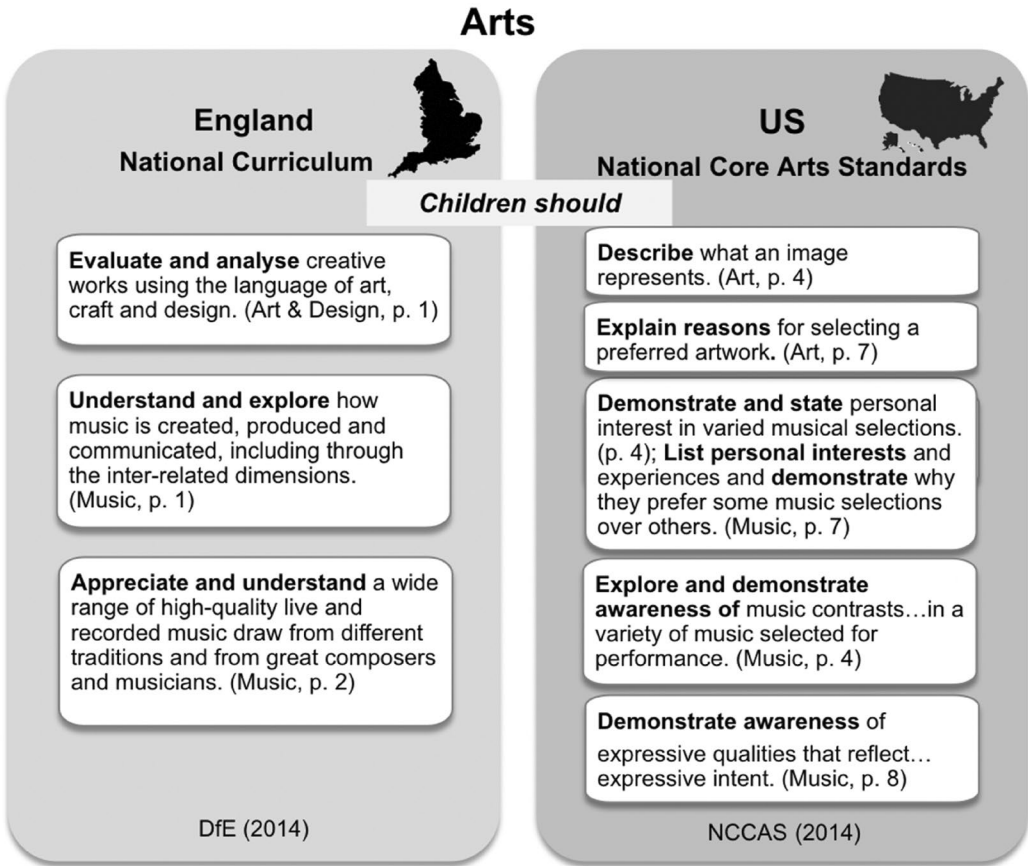 Arts
England
National Curriculum
US
National Core Arts Standards
Children should
Evaluate and analyse creative
works using the language of art,
craft and design. (Art & Design, p. 1)
Understand and explore how
music is created, produced and
communicated, including through
the inter-related dimensions.
(Music, p. 1)
Appreciate and understand a wide
range of high-quality live and
recorded music draw from different
traditions and from great composers
and musicians. (Music, p. 2)
DfE (2014)
Describe what an image
represents. (Art, p. 4)
Explain reasons for selecting a
preferred artwork. (Art, p. 7)
Demonstrate and state personal
interest in varied musical selections.
(p. 4); List personal interests and
experiences and demonstrate why
they prefer some music selections
over others. (Music, p. 7)
Explore and demonstrate
awareness of music contrasts…in a
variety of music selected for
performance. (Music, p. 4)
Demonstrate awareness of
expressive qualities that reflect…
expressive intent. (Music, p. 8)
NCCAS (2014)